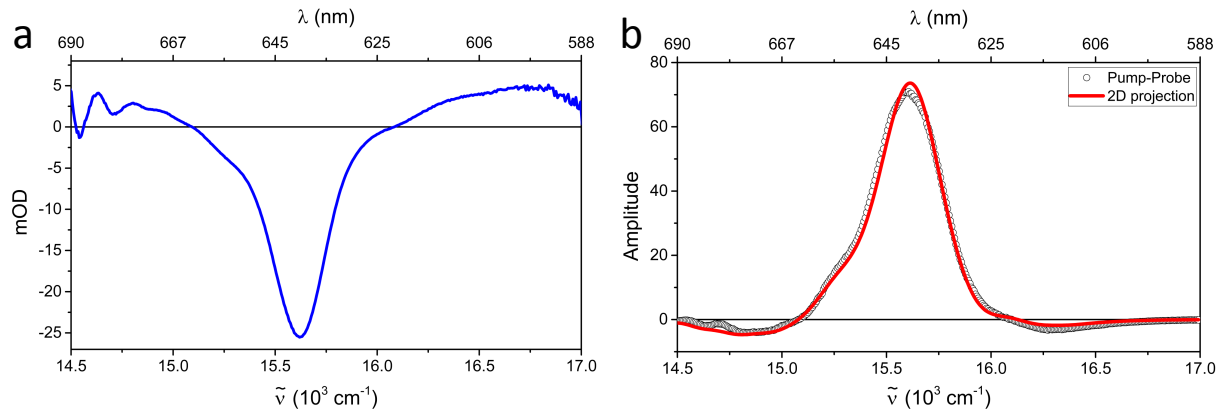 a
λ (nm)
690 667 645 625 606 588
5
0
-5
-10
-15
-20
-25
mOD
14.5 15.0 15.5 16.0 16.5 17.0
ṽ (10³ cm⁻¹)
b
λ (nm)
690 667 645 625 606 588
80
60
40
20
0
Amplitude
Pump-Probe
2D projection
14.5 15.0 15.5 16.0 16.5 17.0
ṽ (10³ cm⁻¹)